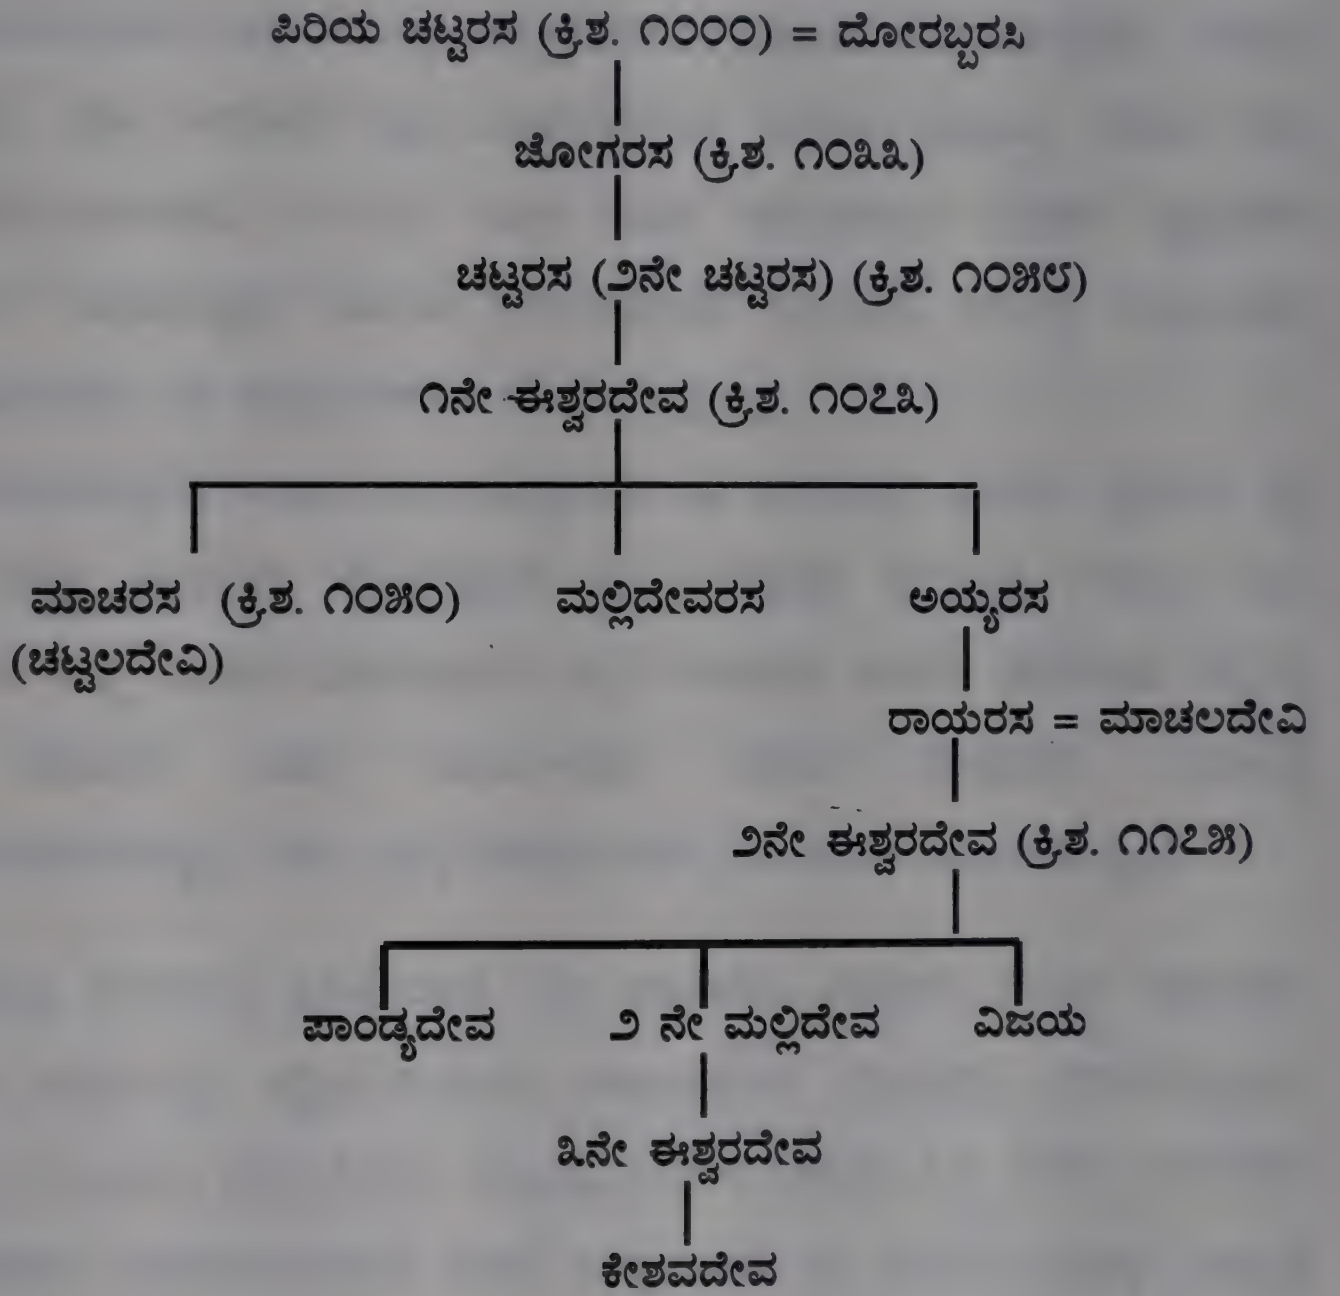 ಪಿರಿಯ ಚಟ್ಟರಸ (ಕ್ರಿ.ಶ. ೧೦೦೦) = ದೋರಬ್ಬರಸಿ
ಜೋಗರಸ (ಕ್ರಿ.ಶ. ೧೦೩೩)
ಚಟ್ಟರಸ (೨ನೇ ಚಟ್ಟರಸ) (ಕ್ರಿ.ಶ. ೧೦೫೮)
೧ನೇ ಈಶ್ವರದೇವ (ಕ್ರಿ.ಶ. ೧೦೭೩)
ಮಾಚರಸ (ಕ್ರಿ.ಶ. ೧೦೫೦) ಮಲ್ಲಿದೇವರಸ ಅಯ್ಯರಸ
(ಚಟ್ಟಲದೇವಿ)
ರಾಯರಸ = ಮಾಚಲದೇವಿ
೨ನೇ ಈಶ್ವರದೇವ (ಕ್ರಿ.ಶ. ೧೧೭೫)
ಪಾಂಡ್ಯದೇವ ೨ ನೇ ಮಲ್ಲಿದೇವ ವಿಜಯ
೩ನೇ ಈಶ್ವರದೇವ
ಕೇಶವದೇವ